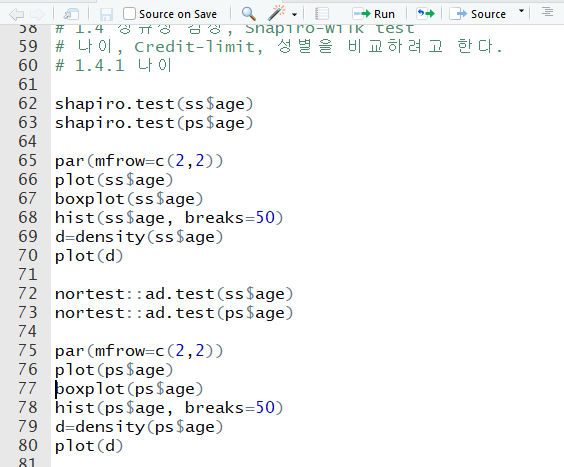 Source on Save Run Source
58 # 1.4 정규성 검정, Shapiro-Wilk test
59 # 나이, Credit-limit, 성별을 비교하려고 한다.
60 # 1.4.1 나이
61
62 shapiro.test(ss$age)
63 shapiro.test(ps$age)
64
65 par(mfrow=c(2,2))
66 plot(ss$age)
67 boxplot(ss$age)
68 hist(ss$age, breaks=50)
69 d=density(ss$age)
70 plot(d)
71
72 nortest::ad.test(ss$age)
73 nortest::ad.test(ps$age)
74
75 par(mfrow=c(2,2))
76 plot(ps$age)
77 boxplot(ps$age)
78 hist(ps$age, breaks=50)
79 d=density(ps$age)
80 plot(d)
81